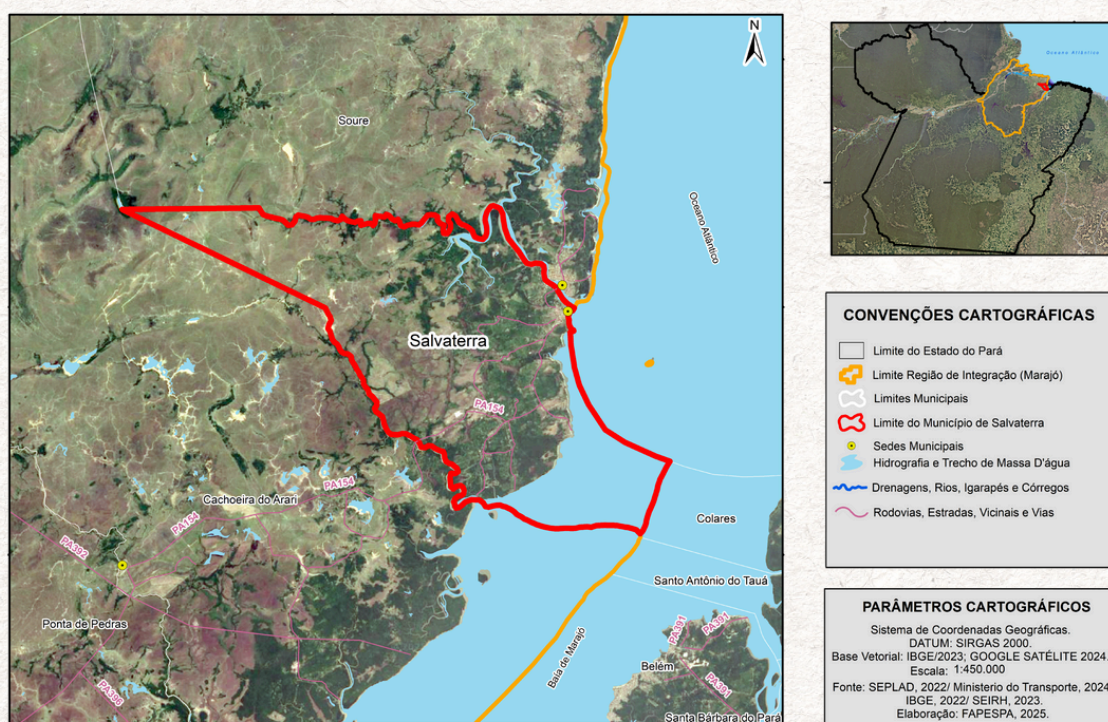 N
Soure
Oceano Atlântico
Salvaterra
PA154
Cachoeira do Arari
PA154
PA154
PA392
Colares
Santo Antônio do Tauá
Ponta de Pedras
PA391
PA391
Baía de Marajó
Belém
PA391
PA396
Santa Bárbara do Pará
Oceano Atlântico
CONVENÇÕES CARTOGRÁFICAS
Limite do Estado do Pará
Limite Região de Integração (Marajó)
Limites Municipais
Limite do Município de Salvaterra
Sedes Municipais
Hidrografia e Trecho de Massa D'água
Drenagens, Rios, Igarapés e Córregos
Rodovias, Estradas, Vicinais e Vias
PARÂMETROS CARTOGRÁFICOS
Sistema de Coordenadas Geográficas.
DATUM: SIRGAS 2000.
Base Vetorial: IBGE/2023; GOOGLE SATÉLITE 2024.
Escala: 1:450.000
Fonte: SEPLAD, 2022/ Ministerio do Transporte, 2024
IBGE, 2022/ SEIRH, 2023.
Elaboração: FAPESPA, 2025.